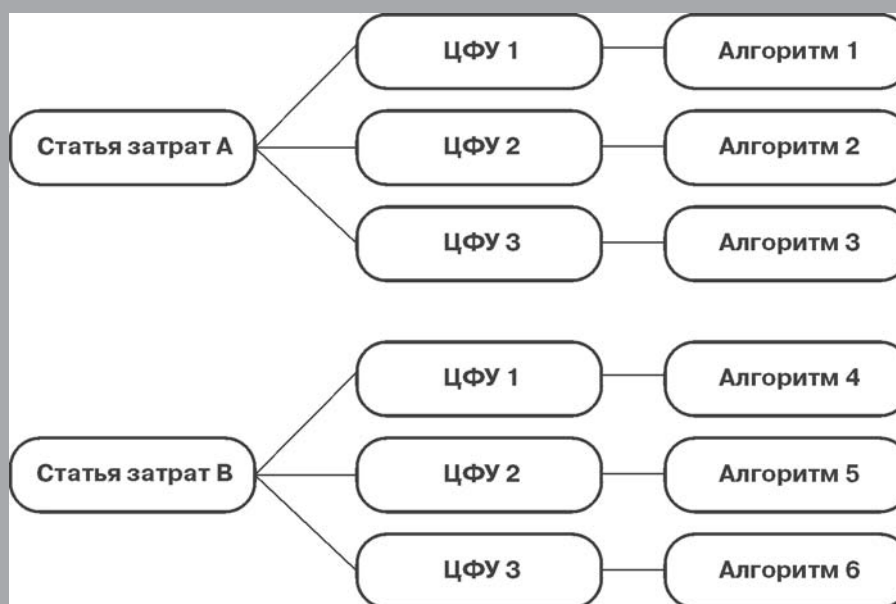 ЦФУ 1
Алгоритм 1
Статья затрат А
ЦФУ 2
Алгоритм 2
ЦФУ 3
Алгоритм 3
ЦФУ 1
Алгоритм 4
Статья затрат В
ЦФУ 2
Алгоритм 5
ЦФУ 3
Алгоритм 6